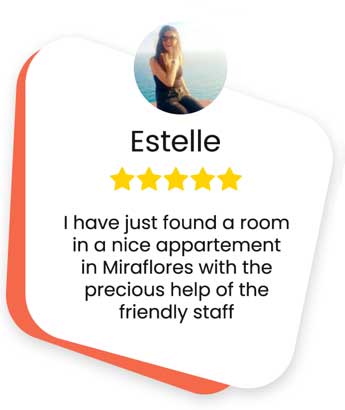 Estelle
I have just found a room
in a nice appartement
in Miraflores with the
precious help of the
friendly staff